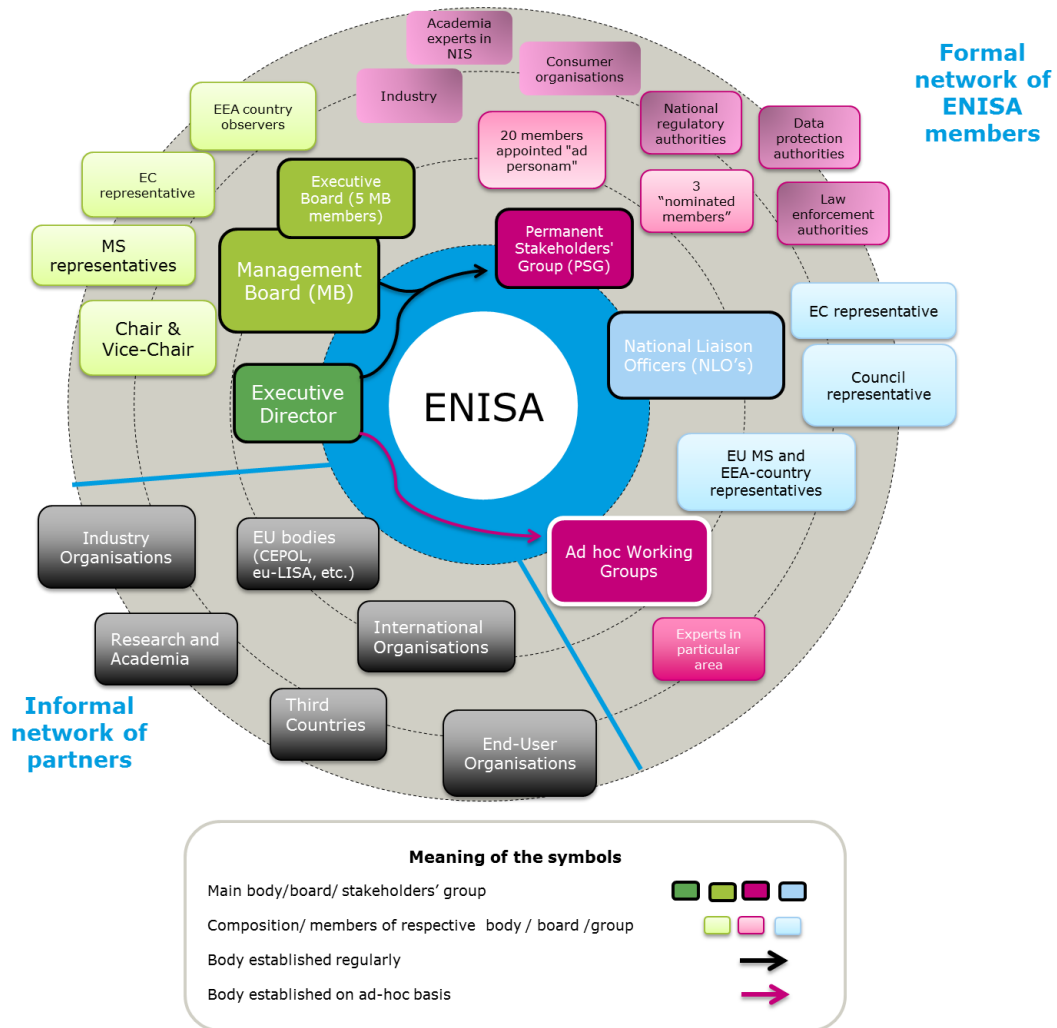 Academia
experts in
NIS
Consumer
organisations
Industry
Formal
network of
ENISA
members
EEA country
observers
National
regulatory
authorities
Data
protection
authorities
20 members
appointed "ad
personam"
EC
representative
Executive
Board (5 MB
members)
3
“nominated
members”
Law
enforcement
authorities
MS
representatives
Permanent
Stakeholders'
Group (PSG)
Management
Board (MB)
EC representative
Chair &
Vice-Chair
National Liaison
Officers (NLO’s)
Council
representative
Executive
Director
ENISA
EU MS and
EEA-country
representatives
Industry
Organisations
EU bodies
(CEPOL,
eu-LISA, etc.)
Ad hoc Working
Groups
Research and
Academia
International
Organisations
Experts in
particular
area
Informal
network of
partners
Third
Countries
End-User
Organisations
Meaning of the symbols
Main body/board/ stakeholders’ group
Composition/ members of respective body / board /group
Body established regularly
Body established on ad-hoc basis